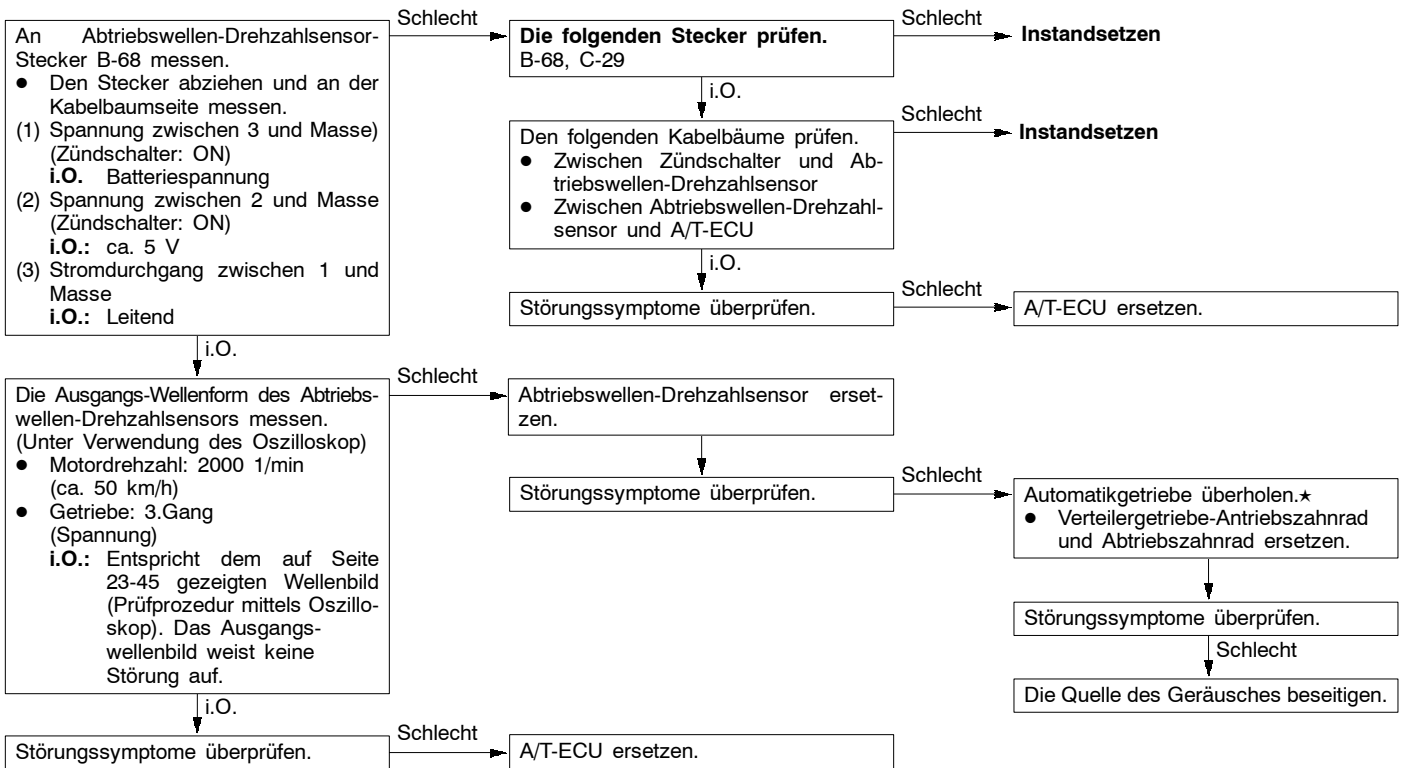 An Abtriebswellen-Drehzahlsensor-
Stecker B-68 messen.
● Den Stecker abziehen und an der
Kabelbaumseite messen.
(1) Spannung zwischen 3 und Masse)
(Zündschalter: ON)
i.O. Batteriespannung
(2) Spannung zwischen 2 und Masse
(Zündschalter: ON)
i.O.: ca. 5 V
(3) Stromdurchgang zwischen 1 und
Masse
i.O.: Leitend
Schlecht
Die folgenden Stecker prüfen.
B-68, C-29
Schlecht
Instandsetzen
i.O.
Den folgenden Kabelbäume prüfen.
● Zwischen Zündschalter und Ab-
triebswellen-Drehzahlsensor
● Zwischen Abtriebswellen-Drehzahl-
sensor und A/T-ECU
Schlecht
Instandsetzen
i.O.
Störungssymptome überprüfen.
Schlecht
A/T-ECU ersetzen.
i.O.
Die Ausgangs-Wellenform des Abtriebs-
wellen-Drehzahlsensors messen.
(Unter Verwendung des Oszilloskop)
● Motordrehzahl: 2000 1/min
(ca. 50 km/h)
● Getriebe: 3.Gang
(Spannung)
i.O.: Entspricht dem auf Seite
23-45 gezeigten Wellenbild
(Prüfprozedur mittels Oszillo-
skop). Das Ausgangs-
wellenbild weist keine
Störung auf.
Schlecht
Abtriebswellen-Drehzahlsensor erset-
zen.
Störungssymptome überprüfen.
Schlecht
Automatikgetriebe überholen.★
● Verteilergetriebe-Antriebszahnrad
und Abtriebszahnrad ersetzen.
Störungssymptome überprüfen.
Schlecht
Die Quelle des Geräusches beseitigen.
i.O.
Störungssymptome überprüfen.
Schlecht
A/T-ECU ersetzen.